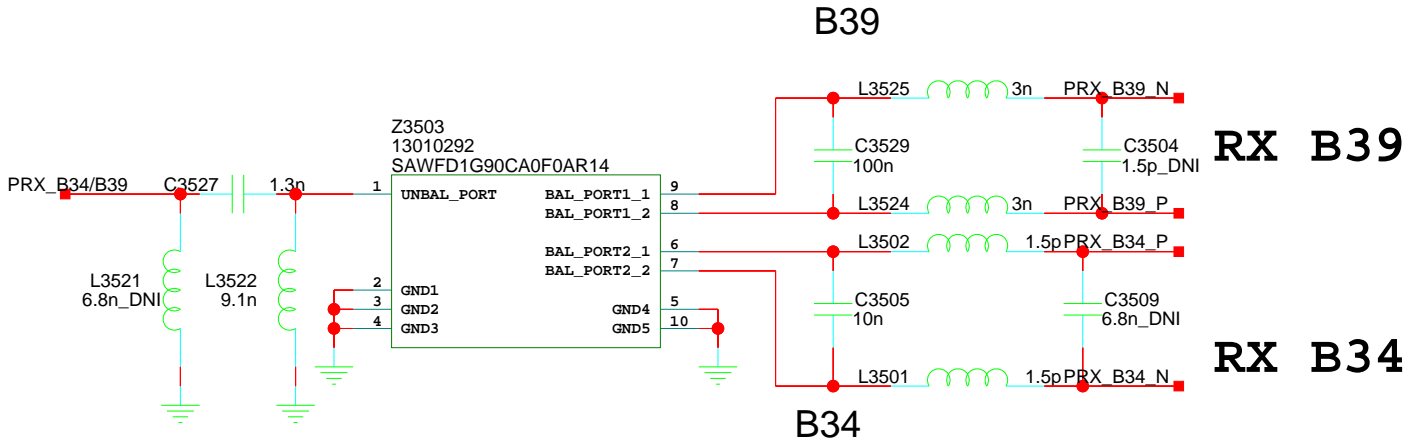 B39
L3525
3n
PRX_B39_N
Z3503
13010292
SAWFD1G90CA0F0AR14
C3529
100n
C3504
1.5p_DNI
RX B39
PRX_B34/B39
C3527
1.3n
1
UNBAL_PORT
BAL_PORT1_1
9
BAL_PORT1_2
8
L3524
3n
PRX_B39_P
BAL_PORT2_1
6
L3502
1.5p
PRX_B34_P
BAL_PORT2_2
7
L3521
6.8n_DNI
L3522
9.1n
2
GND1
3
GND2
4
GND3
GND4
5
GND5
10
C3505
10n
C3509
6.8n_DNI
RX B34
L3501
1.5p
PRX_B34_N
B34